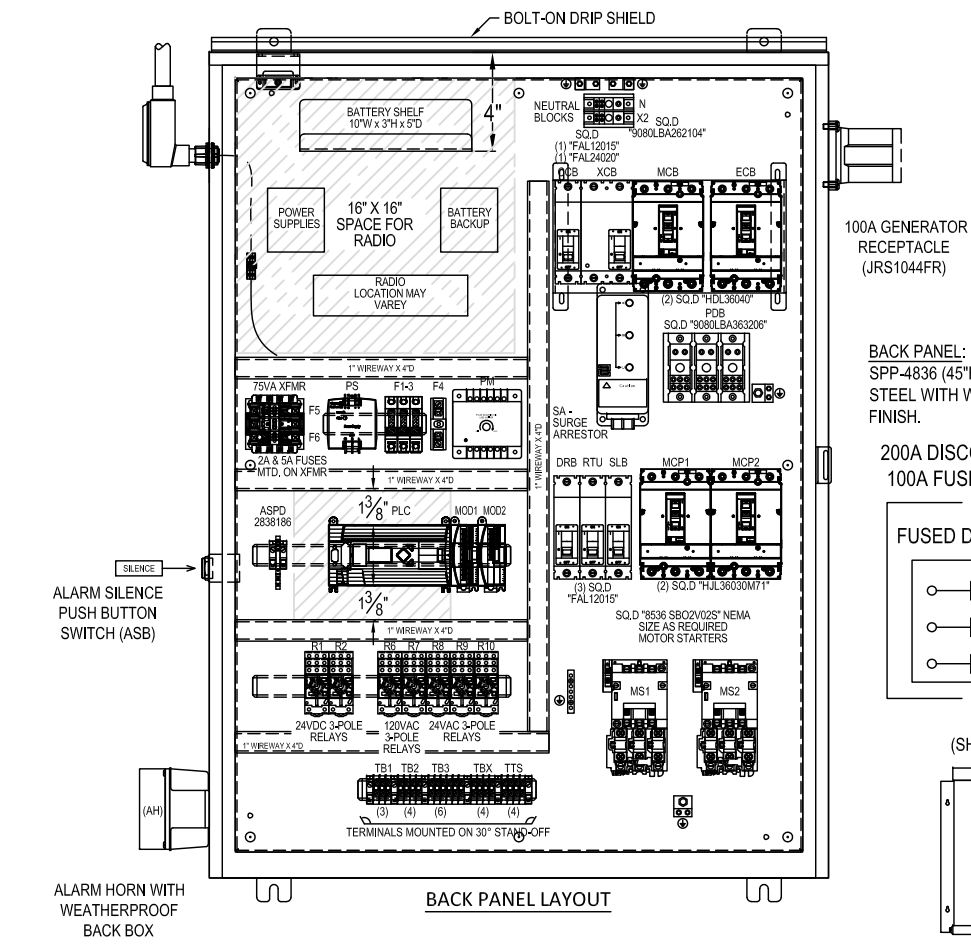 BOLT-ON DRIP SHIELD
BATTERY SHELF
10"W x 3"H x 5"D
4"
NEUTRAL
BLOCKS
N
X2
SQ.D
"9080LBA262104"
SQ.D
(1) "FAL12015"
(1) "FAL24020"
XCB
MCB
ECB
POWER
SUPPLIES
16" X 16"
SPACE FOR
RADIO
BATTERY
BACKUP
RADIO
LOCATION MAY
VAREY
(2) SQ.D "HDL36040"
PDB
SQ.D "9080LBA363206"
100A GENERATOR
RECEPTACLE
(JRS1044FR)
BACK PANEL:
SPP-4836 (45"
STEEL WITH W
FINISH.
200A DISCO
100A FUSI
FUSED D
1" WIREWAY X 4"D
75VA XFMR
PS
F1-3
F4
PM
F5
F6
2A & 5A FUSES
MTD. ON XFMR
SA -
SURGE
ARRESTOR
1" WIREWAY X 4"D
1" WIREWAY X 4"D
DRB RTU SLB
MCP1
MCP2
ASPD
2838186
1 3/8"
PLC
MOD1 MOD2
1 3/8"
(3) SQ.D
"FAL12015"
(2) SQ.D "HJL36030M71"
SILENCE
ALARM SILENCE
PUSH BUTTON
SWITCH (ASB)
SQ.D "8536 SBO2V02S" NEMA
SIZE AS REQUIRED
MOTOR STARTERS
1" WIREWAY X 4"D
R1 R2
R6 R7 R8 R9 R10
MS1
MS2
24VDC 3-POLE
RELAYS
120VAC
3-POLE
RELAYS
24VAC 3-POLE
RELAYS
1" WIREWAY X 4"D
(SH
TB1 TB2 TB3 TBX TTS
(3) (4) (6) (4) (4)
TERMINALS MOUNTED ON 30° STAND-OFF
(AH)
ALARM HORN WITH
WEATHERPROOF
BACK BOX
BACK PANEL LAYOUT